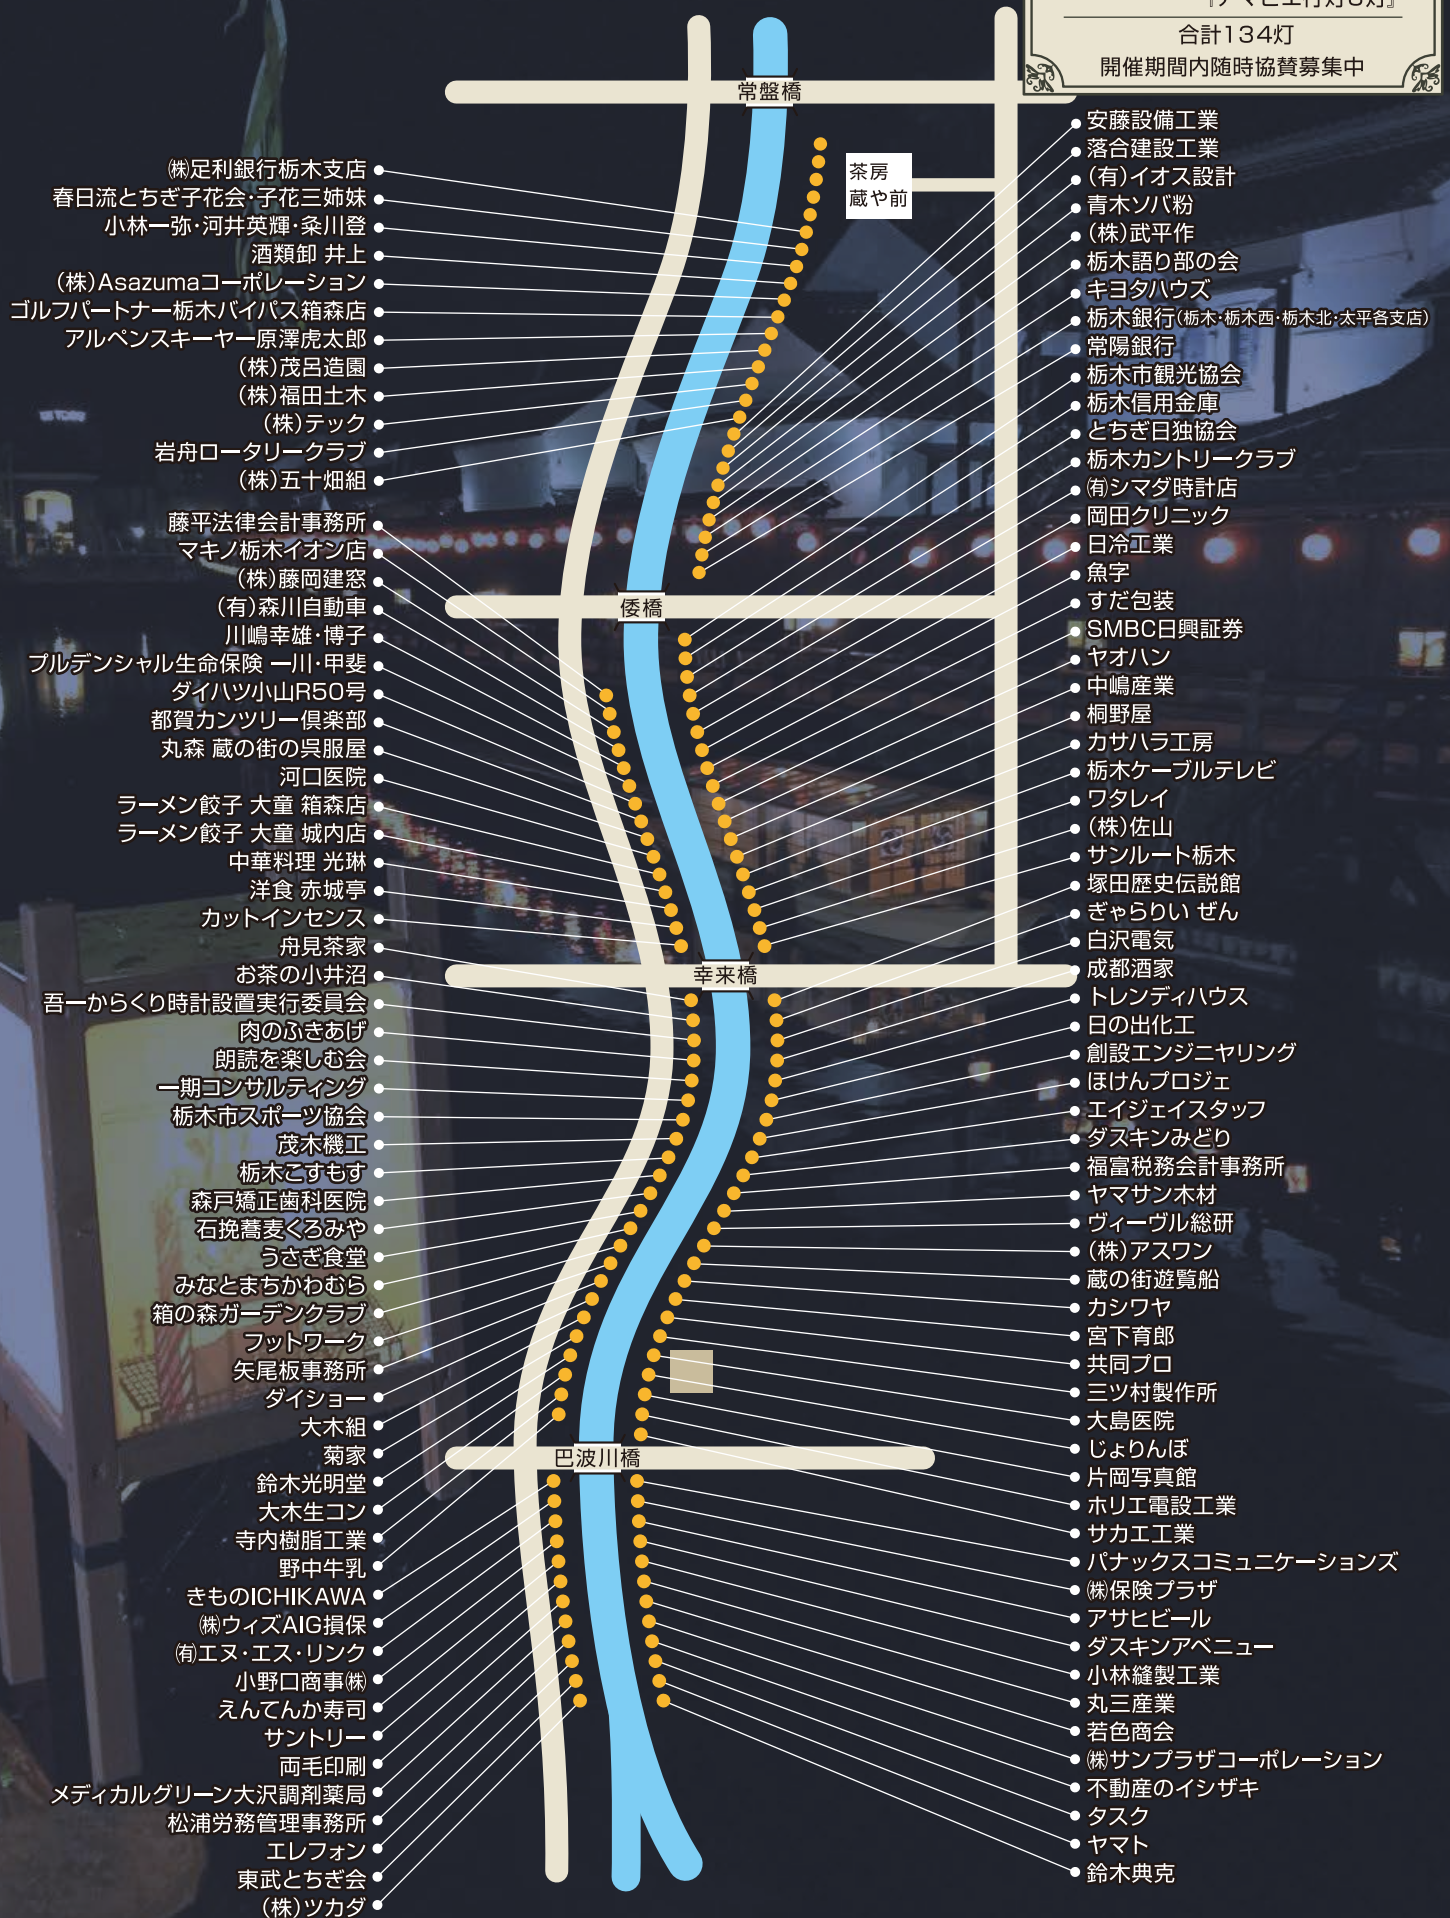 『アマビエ行灯3灯』
合計134灯
開催期間内随時協賛募集中
常盤橋
茶房
蔵や前
倭橋
幸来橋
巴波川橋
㈱足利銀行栃木支店
春日流とちぎ子花会・子花三姉妹
小林一弥・河井英輝・粂川登
酒類卸 井上
(株)Asazumaコーポレーション
ゴルフパートナー栃木バイパス箱森店
アルペンスキーヤー原澤虎太郎
(株)茂呂造園
(株)福田土木
(株)テック
岩舟ロータリークラブ
(株)五十畑組
藤平法律会計事務所
マキノ栃木イオン店
(株)藤岡建窓
(有)森川自動車
川嶋幸雄・博子
プルデンシャル生命保険 一川・甲斐
ダイハツ小山R50号
都賀カンツリー倶楽部
丸森 蔵の街の呉服屋
河口医院
ラーメン餃子 大童 箱森店
ラーメン餃子 大童 城内店
中華料理 光琳
洋食 赤城亭
カットインセンス
舟見茶家
お茶の小井沼
吾一からくり時計設置実行委員会
肉のふきあげ
朗読を楽しむ会
一期コンサルティング
栃木市スポーツ協会
茂木機工
栃木こすもす
森戸矯正歯科医院
石挽蕎麦くろみや
うさぎ食堂
みなとまちかわむら
箱の森ガーデンクラブ
フットワーク
矢尾板事務所
ダイショー
大木組
菊家
鈴木光明堂
大木生コン
寺内樹脂工業
野中牛乳
きものICHIKAWA
㈱ウィズAIG損保
㈲エヌ・エス・リンク
小野口商事㈱
えんてんか寿司
サントリー
両毛印刷
メディカルグリーン大沢調剤薬局
松浦労務管理事務所
エレフォン
東武とちぎ会
(株)ツカダ
安藤設備工業
落合建設工業
(有)イオス設計
青木ソバ粉
(株)武平作
栃木語り部の会
キヨタハウズ
栃木銀行(栃木・栃木西・栃木北・太平各支店)
常陽銀行
栃木市観光協会
栃木信用金庫
とちぎ日独協会
栃木カントリークラブ
㈲シマダ時計店
岡田クリニック
日冷工業
魚字
すだ包装
SMBC日興証券
ヤオハン
中嶋産業
桐野屋
カサハラ工房
栃木ケーブルテレビ
ワタレイ
(株)佐山
サンルート栃木
塚田歴史伝説館
ぎゃらりい ぜん
白沢電気
成都酒家
トレンディハウス
日の出化工
創設エンジニヤリング
ほけんプロジェ
エイジェイスタッフ
ダスキンみどり
福富税務会計事務所
ヤマサン木材
ヴィーヴル総研
(株)アスワン
蔵の街遊覧船
カシワヤ
宮下育郎
共同プロ
三ツ村製作所
大島医院
じょりんぼ
片岡写真館
ホリエ電設工業
サカエ工業
パナックスコミュニケーションズ
㈱保険プラザ
アサヒビール
ダスキンアベニュー
小林縫製工業
丸三産業
若色商会
㈱サンプラザコーポレーション
不動産のイシザキ
タスク
ヤマト
鈴木典克